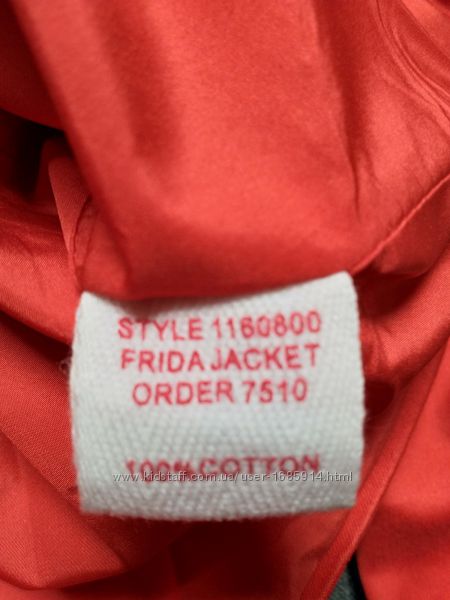 STYLE 1160800
FRIDA JACKET
ORDER 7510
100% COTTON
www.kidstaff.com.ua/user-1685914.html